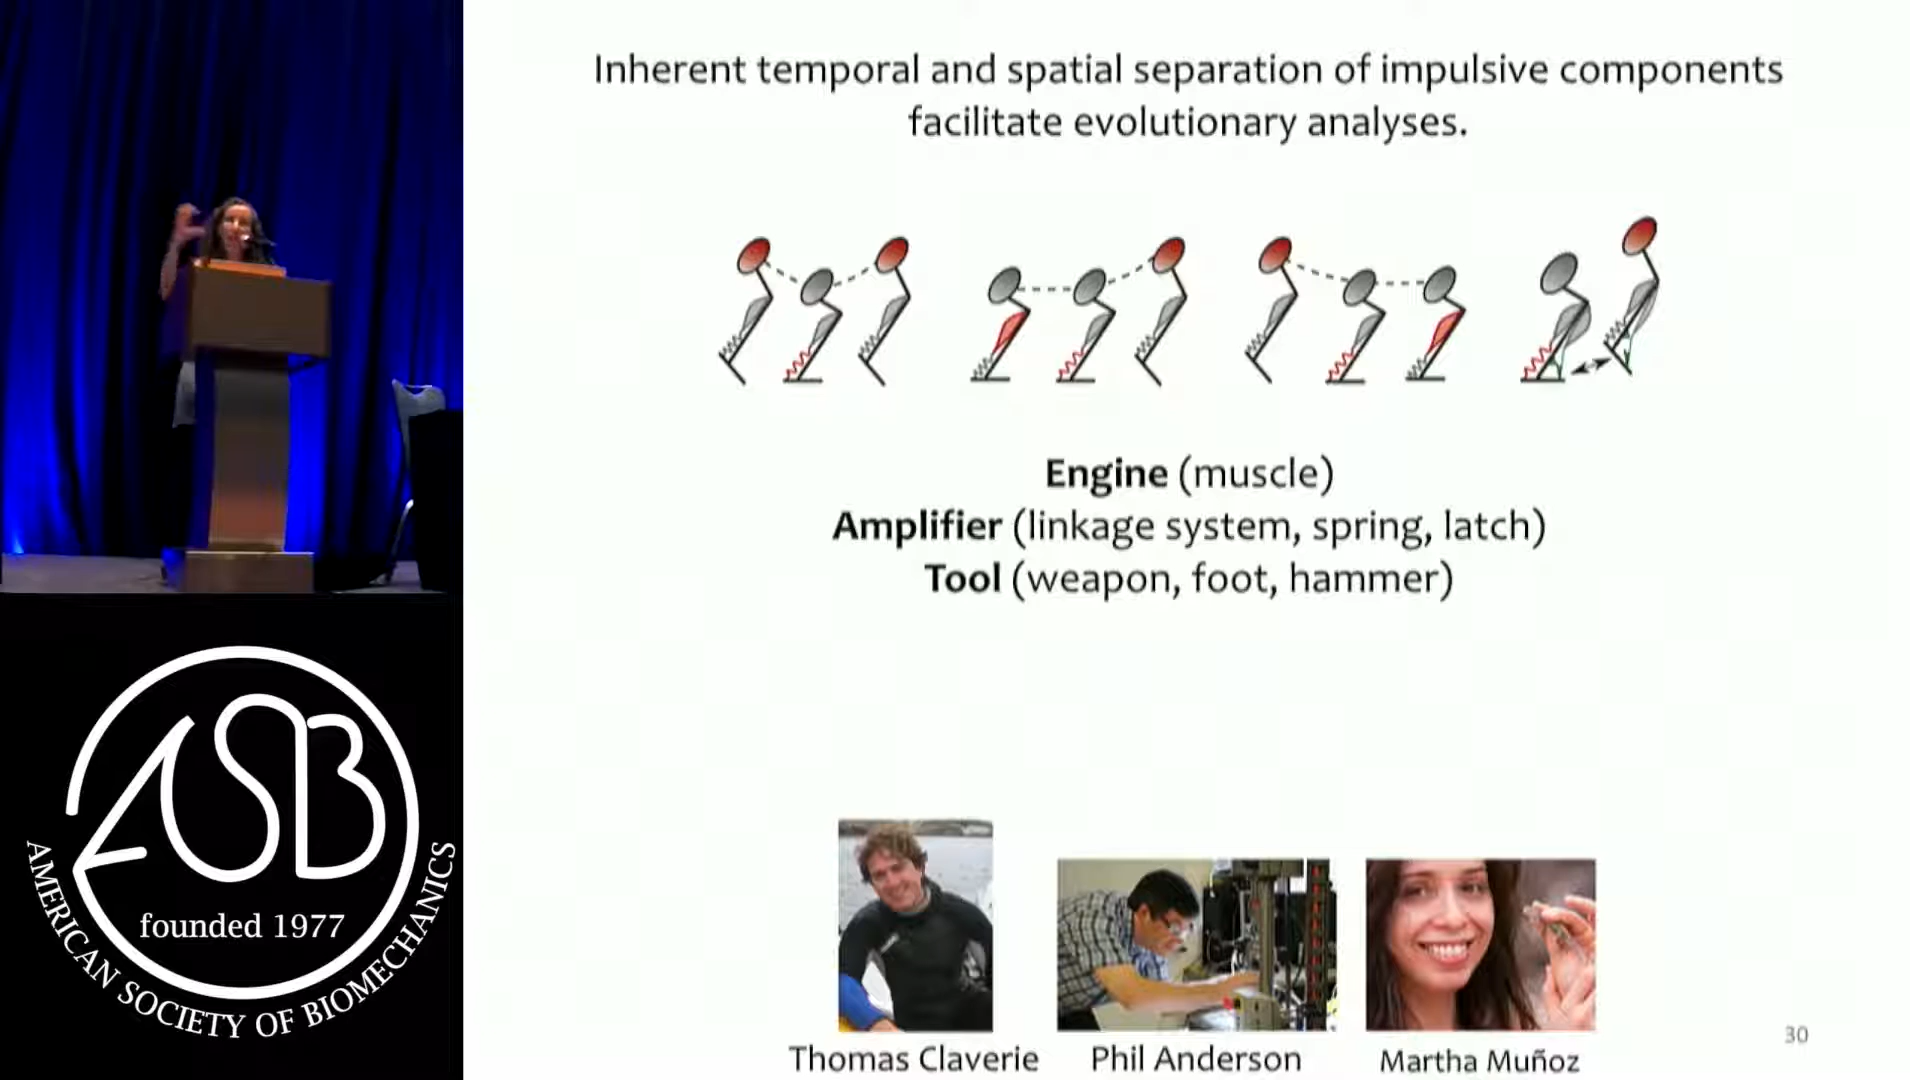 Inherent temporal and spatial separation of impulsive components
facilitate evolutionary analyses.
Engine (muscle)
Amplifier (linkage system, spring, latch)
Tool (weapon, foot, hammer)
Thomas Claverie
Phil Anderson
Martha Muñoz
30
ASB
founded 1977
AMERICAN SOCIETY OF BIOMECHANICS